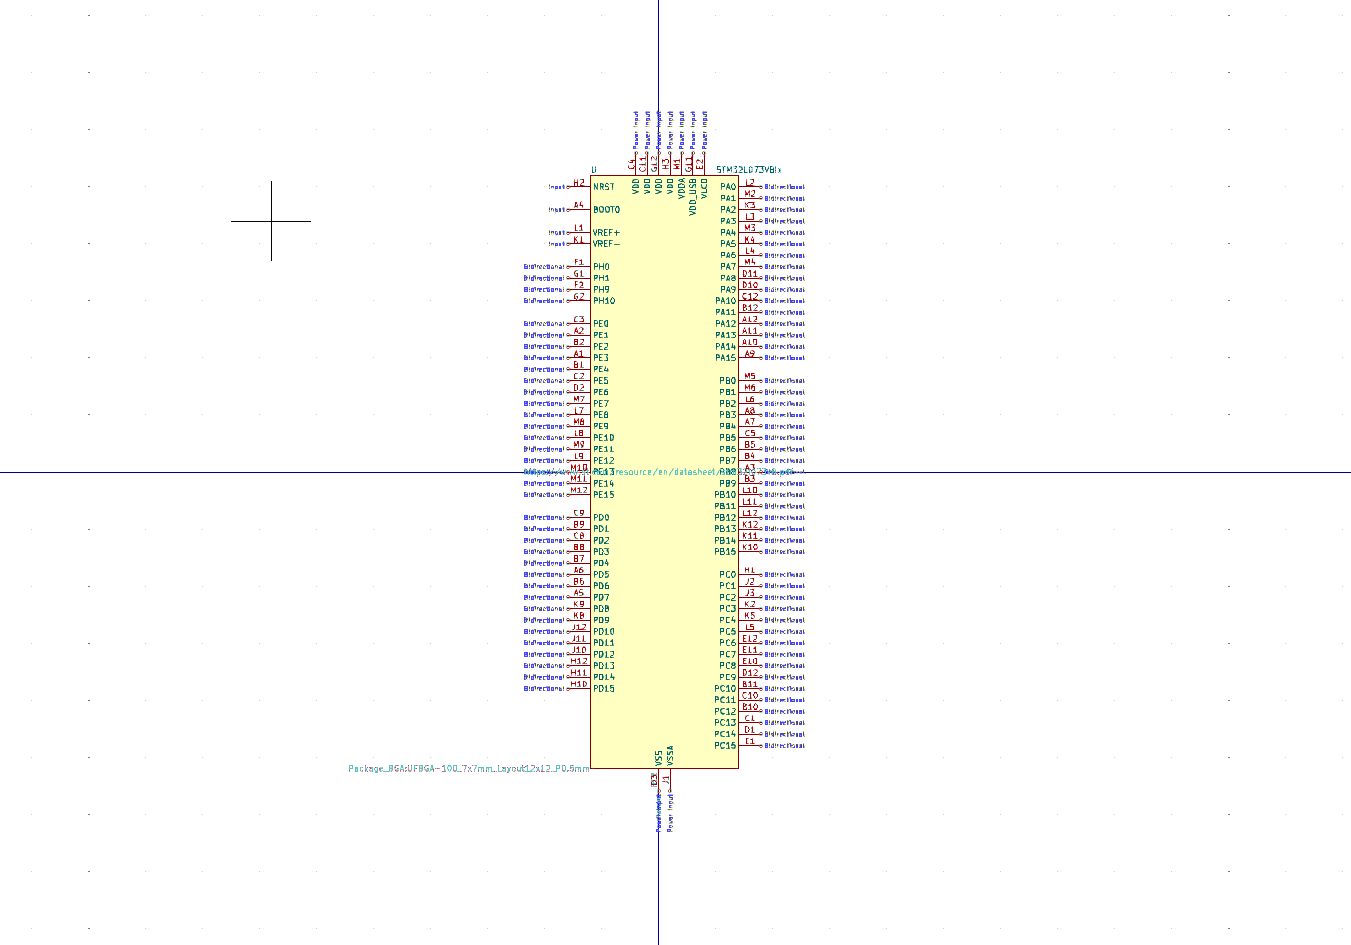 Power Input Power Input Power Input Power Input Power Input Power Input Power Input
C4 C11 G12 H3 M1 G11 E2
U STM32L073VBIx
VDD VDD VDD VDD VDDA VDD_USB VLCD
Input H2 NRST PA0 L2 Bidirectional
PA1 M2 Bidirectional
Input A4 BOOT0 PA2 K3 Bidirectional
PA3 L3 Bidirectional
Input L1 VREF+ PA4 M3 Bidirectional
Input K1 VREF- PA5 K4 Bidirectional
PA6 L4 Bidirectional
Bidirectional F1 PH0 PA7 M4 Bidirectional
Bidirectional G1 PH1 PA8 D11 Bidirectional
Bidirectional F2 PH9 PA9 D10 Bidirectional
Bidirectional G2 PH10 PA10 C12 Bidirectional
PA11 B12 Bidirectional
Bidirectional C3 PE0 PA12 A12 Bidirectional
Bidirectional A2 PE1 PA13 A11 Bidirectional
Bidirectional B2 PE2 PA14 A10 Bidirectional
Bidirectional A1 PE3 PA15 A9 Bidirectional
Bidirectional B1 PE4
Bidirectional C2 PE5 PB0 M5 Bidirectional
Bidirectional D2 PE6 PB1 M6 Bidirectional
Bidirectional M7 PE7 PB2 L6 Bidirectional
Bidirectional L7 PE8 PB3 A8 Bidirectional
Bidirectional M8 PE9 PB4 A7 Bidirectional
Bidirectional L8 PE10 PB5 C5 Bidirectional
Bidirectional M9 PE11 PB6 B5 Bidirectional
Bidirectional L9 PE12 PB7 B4 Bidirectional
M10 PE13 resource/en/datasheet/ PB8 A3
Bidirectional M11 PE14 PB9 B3 Bidirectional
Bidirectional M12 PE15 PB10 L10 Bidirectional
PB11 L11 Bidirectional
Bidirectional C9 PD0 PB12 L12 Bidirectional
Bidirectional B9 PD1 PB13 K12 Bidirectional
Bidirectional C8 PD2 PB14 K11 Bidirectional
Bidirectional B8 PD3 PB15 K10 Bidirectional
Bidirectional B7 PD4
Bidirectional A6 PD5 PC0 H1 Bidirectional
Bidirectional B6 PD6 PC1 J2 Bidirectional
Bidirectional A5 PD7 PC2 J3 Bidirectional
Bidirectional K9 PD8 PC3 K2 Bidirectional
Bidirectional K8 PD9 PC4 K5 Bidirectional
Bidirectional J12 PD10 PC5 L5 Bidirectional
Bidirectional J11 PD11 PC6 E12 Bidirectional
Bidirectional J10 PD12 PC7 E11 Bidirectional
Bidirectional H12 PD13 PC8 E10 Bidirectional
Bidirectional H11 PD14 PC9 D12 Bidirectional
Bidirectional H10 PD15 PC10 B11 Bidirectional
PC11 C10 Bidirectional
PC12 B10 Bidirectional
PC13 C1 Bidirectional
PC14 D1 Bidirectional
PC15 E1 Bidirectional
VSS VSSA
Package_BGA:UFBGA-100_7x7mm_Layout12x12_P0.5mm
J1
Power Input